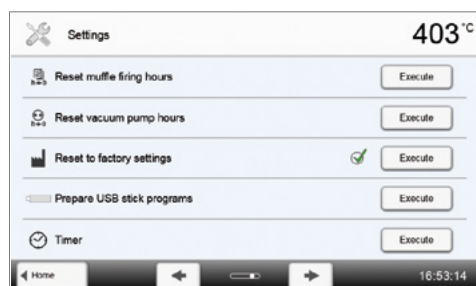 Settings
403 °C
Reset muffle firing hours Execute
Reset vacuum pump hours Execute
Reset to factory settings Execute
Prepare USB stick programs Execute
Timer Execute
Home 16:53:14